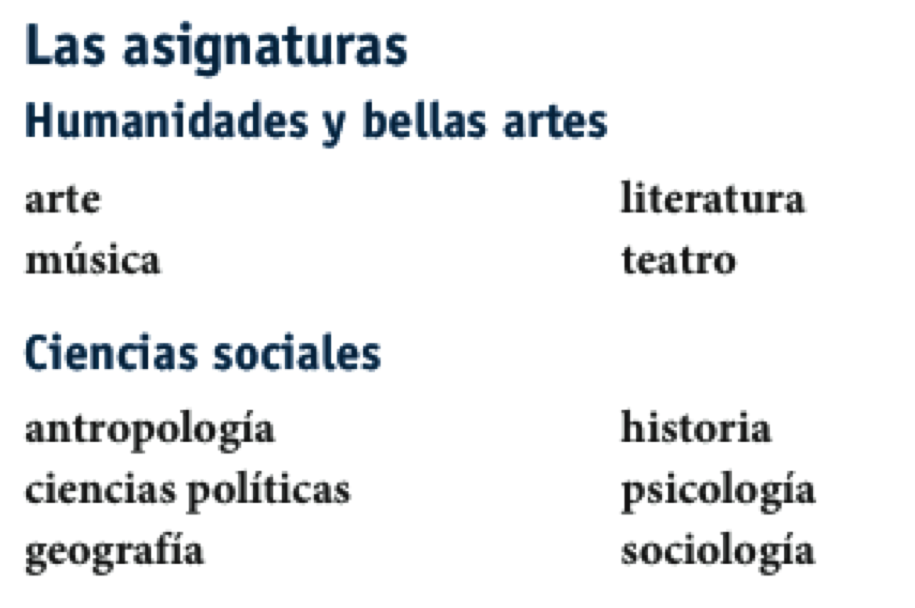 Las asignaturas
Humanidades y bellas artes
arte literatura
música teatro
Ciencias sociales
antropología historia
ciencias políticas psicología
geografía sociología